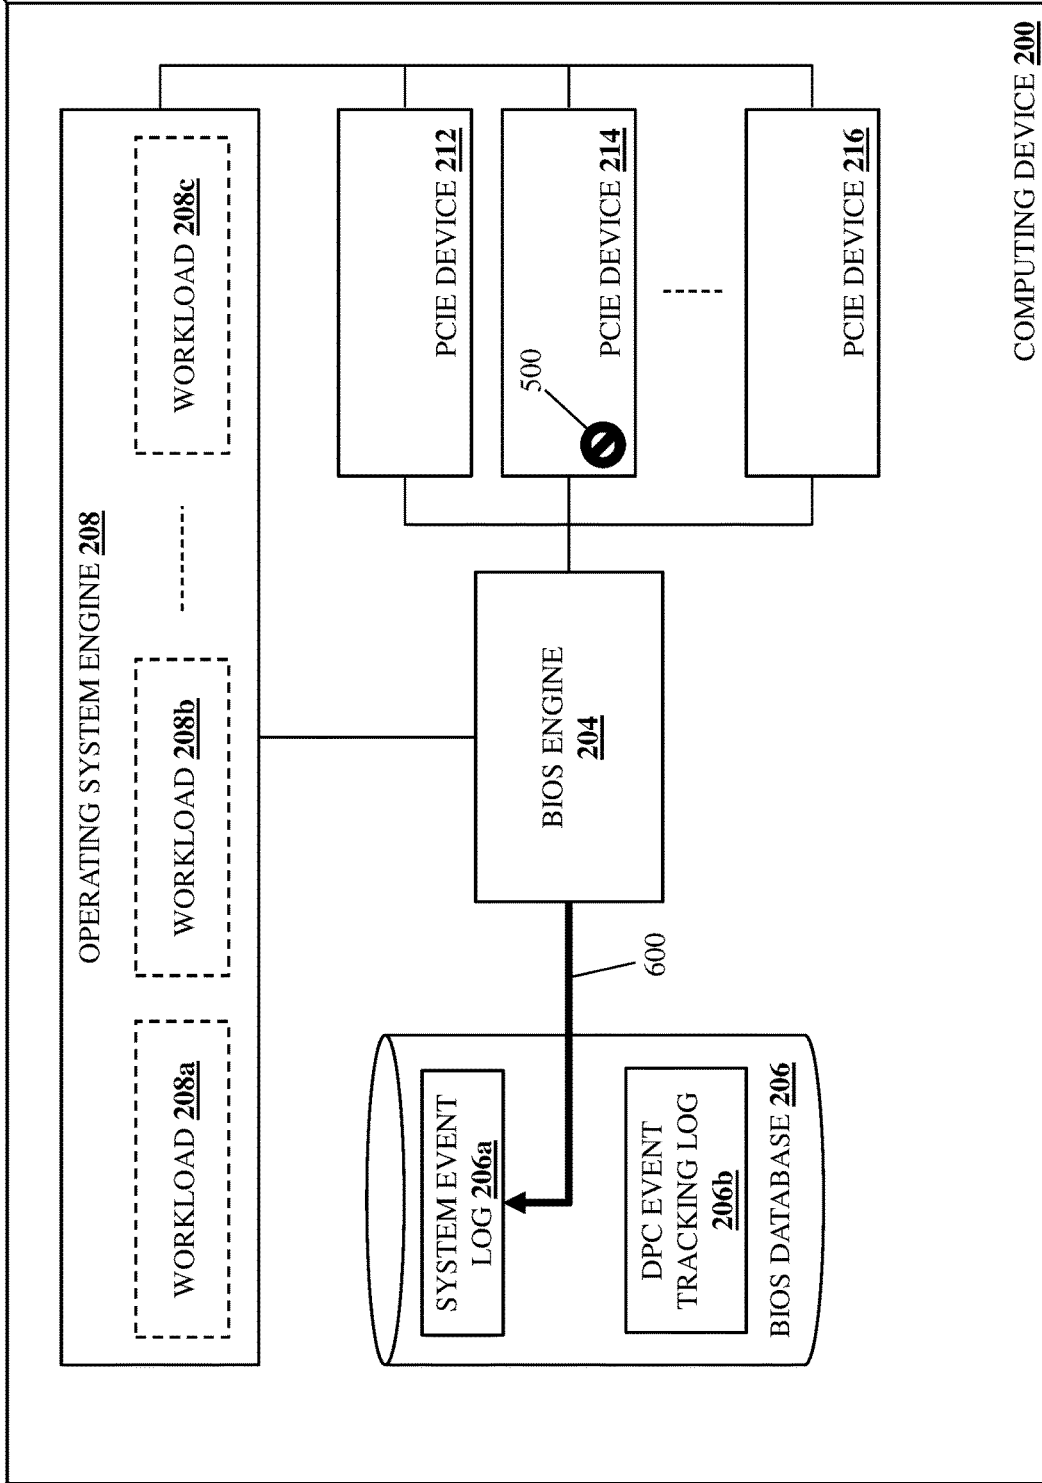 OPERATING SYSTEM ENGINE 208
WORKLOAD 208a
WORKLOAD 208b
WORKLOAD 208c
SYSTEM EVENT
LOG 206a
DPC EVENT
TRACKING LOG
206b
BIOS DATABASE 206
600
BIOS ENGINE
204
PCIE DEVICE 212
500
PCIE DEVICE 214
PCIE DEVICE 216
COMPUTING DEVICE 200